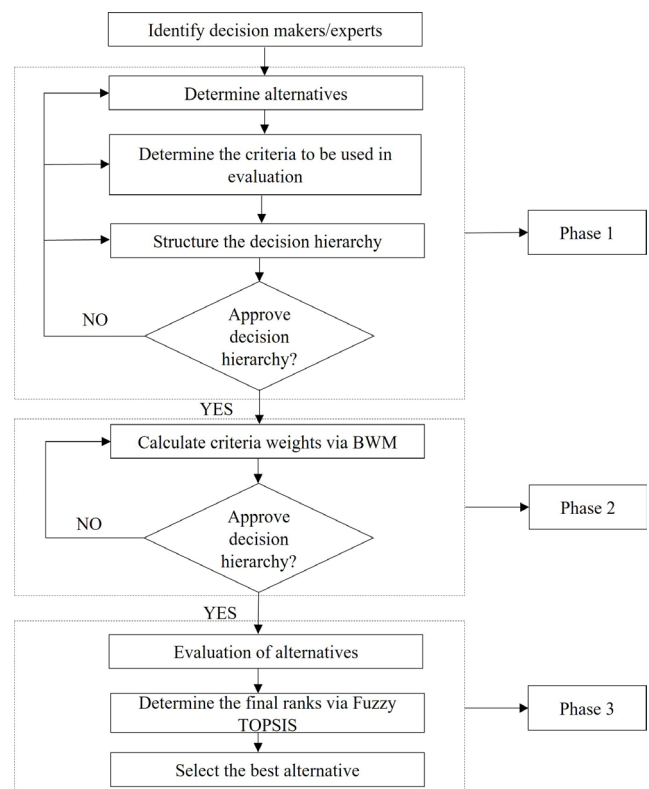 Identify decision makers/experts
Determine alternatives
Determine the criteria to be used in
evaluation
Structure the decision hierarchy
Phase 1
Approve
decision
hierarchy?
NO
YES
Calculate criteria weights via BWM
Approve
decision
hierarchy?
NO
Phase 2
YES
Evaluation of alternatives
Determine the final ranks via Fuzzy
TOPSIS
Phase 3
Select the best alternative